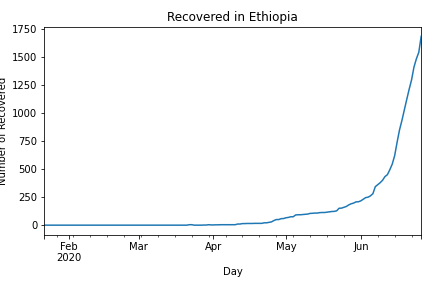 Recovered in Ethiopia
1750
1500
1250
1000
750
500
250
0
Number of Recovered
Feb
2020
Mar
Apr
May
Jun
Day